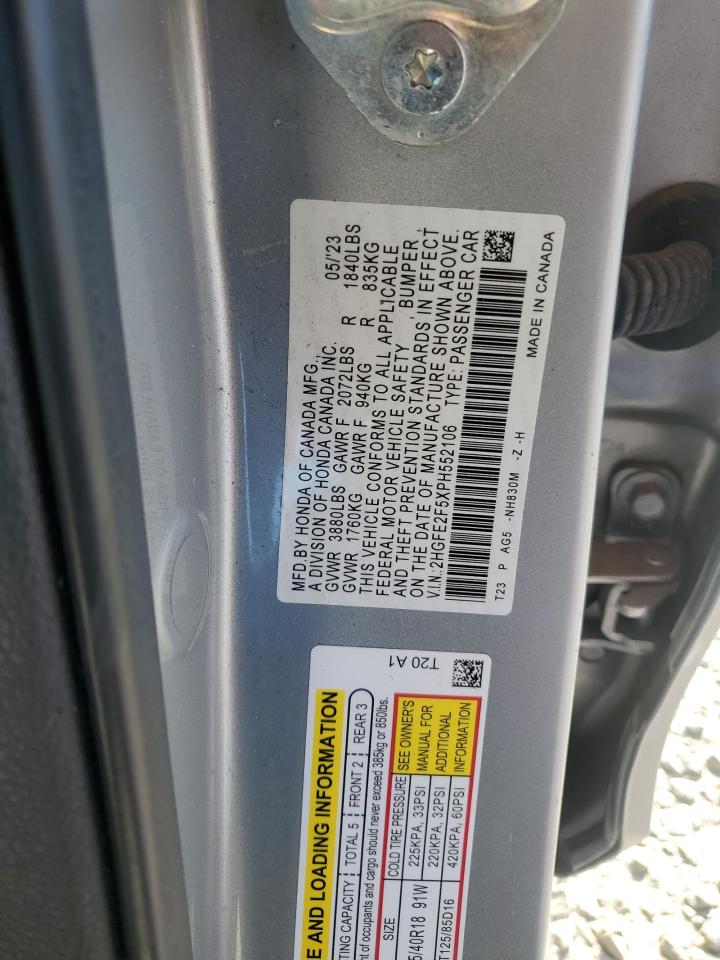 MFD.BY HONDA OF CANADA MFG., 05/'23
A DIVISION OF HONDA CANADA INC.
GVWR 3880LBS GAWR F 2072LBS R 1840LBS
GVWR 1760KG GAWR F 940KG R 835KG
THIS VEHICLE CONFORMS TO ALL APPLICABLE
FEDERAL MOTOR VEHICLE SAFETY, BUMPER,
AND THEFT PREVENTION STANDARDS IN EFFECT
ON THE DATE OF MANUFACTURE SHOWN ABOVE.
V.I.N.:2HGFE2F5XPH552106 TYPE: PASSENGER CAR
T23 P AG5 -NH830M -Z -H
MADE IN CANADA
T20 A1
E AND LOADING INFORMATION
TING CAPACITY TOTAL 5 FRONT 2 REAR 3
nt of occupants and cargo should never exceed 385kg or 850lbs.
SIZE COLD TIRE PRESSURE SEE OWNER'S
5/40R18 91W 225KPA, 33PSI MANUAL FOR
220KPA, 32PSI ADDITIONAL
T125/85D16 420KPA, 60PSI INFORMATION